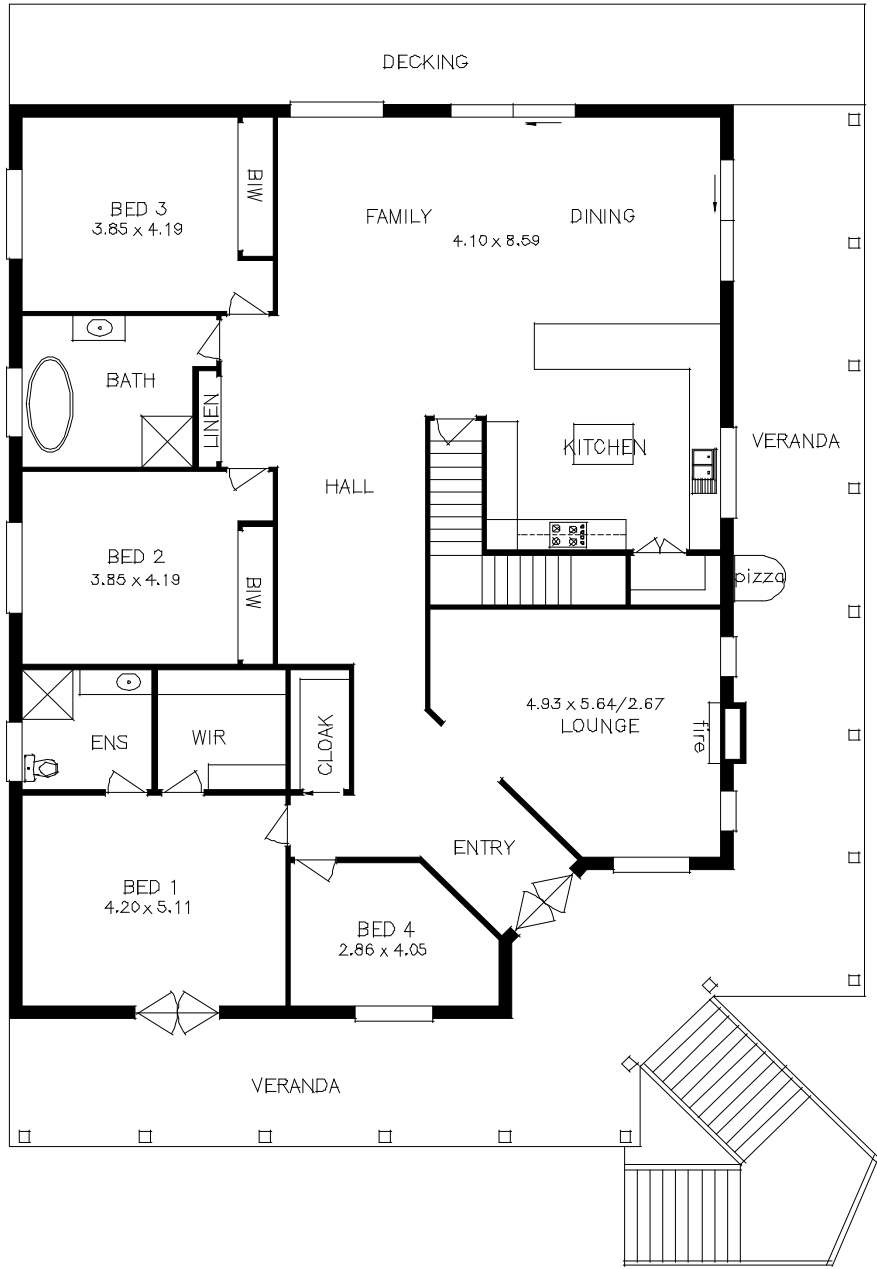 DECKING
BED 3
3.85 x 4.19
BIW
FAMILY
DINING
4.10 x 8.59
BATH
LINEN
KITCHEN
VERANDA
HALL
BED 2
3.85 x 4.19
BIW
pizza
4.93 x 5.64/2.67
LOUNGE
fire
ENS
WIR
CLOAK
ENTRY
BED 1
4.20 x 5.11
BED 4
2.86 x 4.05
VERANDA